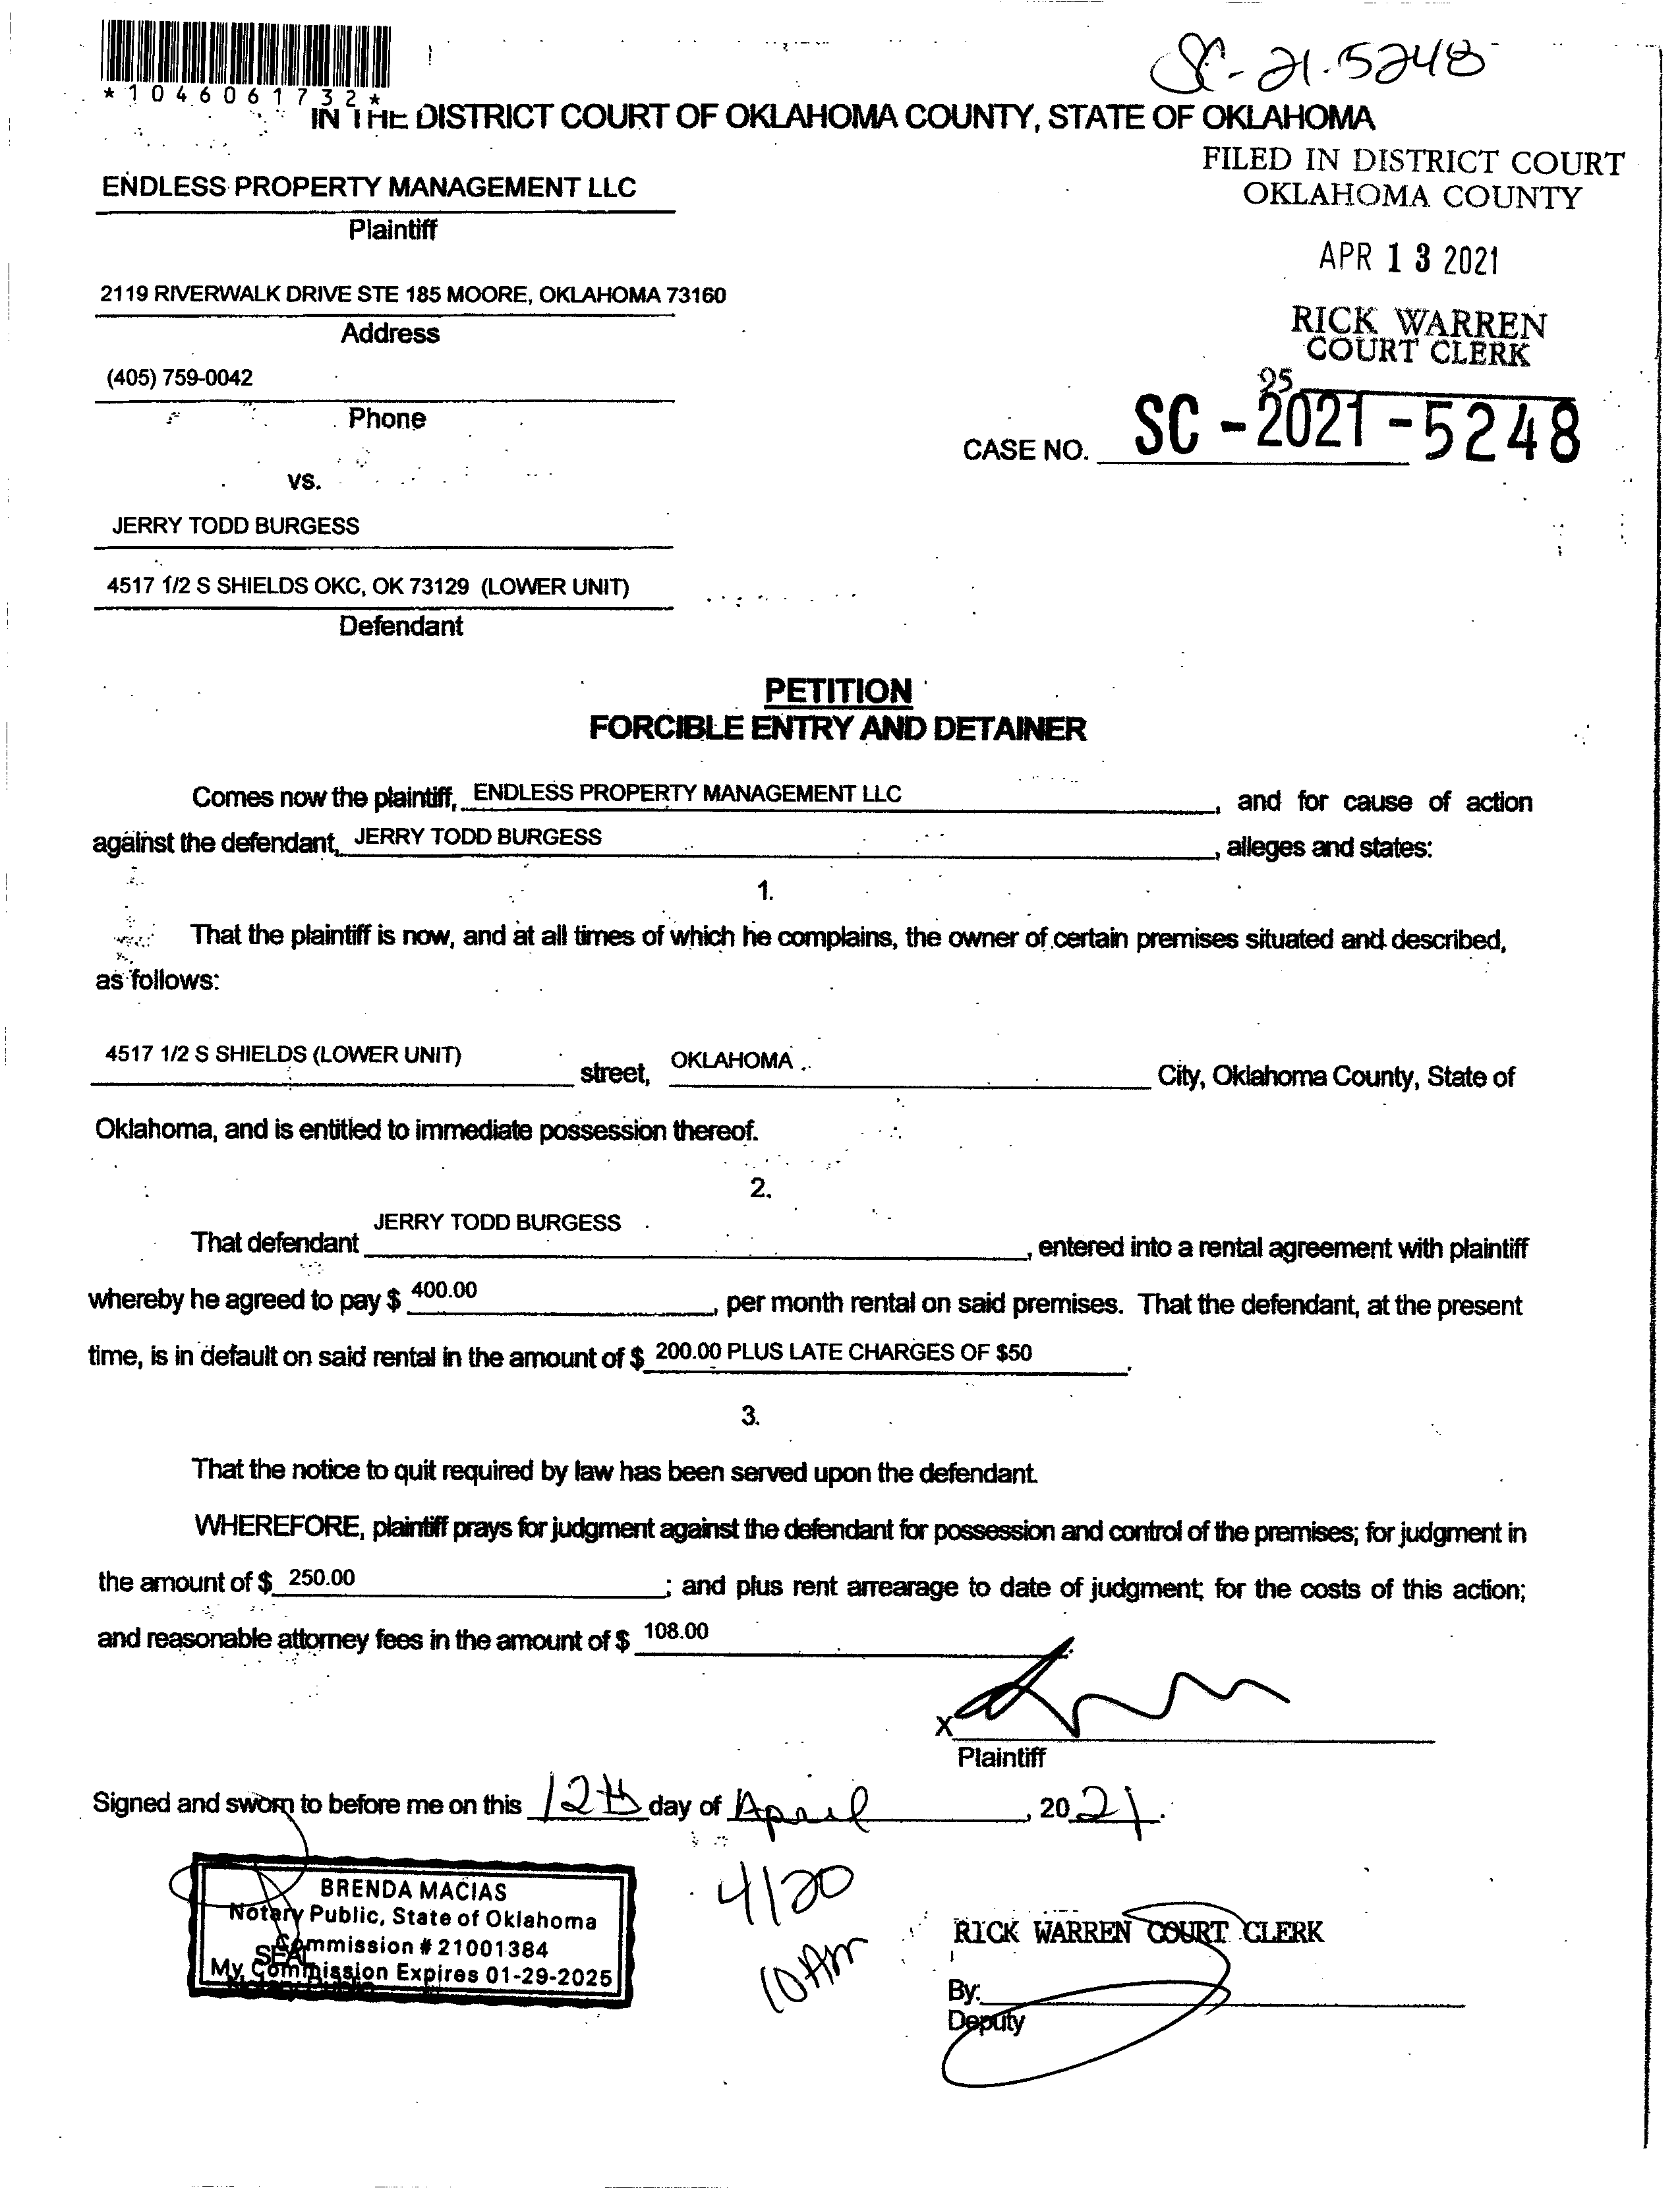 SC-21-5248
*1046061732*
IN THE DISTRICT COURT OF OKLAHOMA COUNTY, STATE OF OKLAHOMA
FILED IN DISTRICT COURT
OKLAHOMA COUNTY
ENDLESS PROPERTY MANAGEMENT LLC
Plaintiff
APR 13 2021
2119 RIVERWALK DRIVE STE 185 MOORE, OKLAHOMA 73160
Address
RICK WARREN
COURT CLERK
(405) 759-0042
Phone
25
CASE NO. SC-2021-5248
vs.
JERRY TODD BURGESS
4517 1/2 S SHIELDS OKC, OK 73129 (LOWER UNIT)
Defendant
PETITION
FORCIBLE ENTRY AND DETAINER
Comes now the plaintiff, ENDLESS PROPERTY MANAGEMENT LLC, and for cause of action
against the defendant, JERRY TODD BURGESS, alleges and states:
1.
That the plaintiff is now, and at all times of which he complains, the owner of certain premises situated and described,
as follows:
4517 1/2 S SHIELDS (LOWER UNIT) street, OKLAHOMA City, Oklahoma County, State of
Oklahoma, and is entitled to immediate possession thereof.
2.
That defendant JERRY TODD BURGESS, entered into a rental agreement with plaintiff
whereby he agreed to pay $ 400.00, per month rental on said premises. That the defendant, at the present
time, is in default on said rental in the amount of $ 200.00 PLUS LATE CHARGES OF $50.
3.
That the notice to quit required by law has been served upon the defendant.
WHEREFORE, plaintiff prays for judgment against the defendant for possession and control of the premises; for judgment in
the amount of $ 250.00; and plus rent arrearage to date of judgment; for the costs of this action;
and reasonable attorney fees in the amount of $ 108.00.
X
Plaintiff
Signed and sworn to before me on this 12th day of April, 2021.
BRENDA MACIAS
Notary Public, State of Oklahoma
SEAL
Commission # 21001384
My Commission Expires 01-29-2025
Notary Public
4/20
10 Am
RICK WARREN COURT CLERK
By:
Deputy